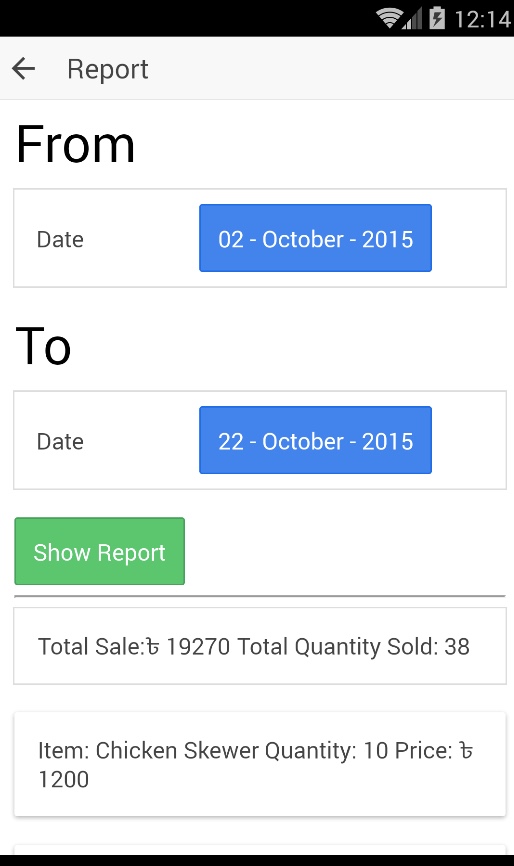 12:14
Report
From
Date
02 - October - 2015
To
Date
22 - October - 2015
Show Report
Total Sale:৳ 19270 Total Quantity Sold: 38
Item: Chicken Skewer Quantity: 10 Price: ৳
1200